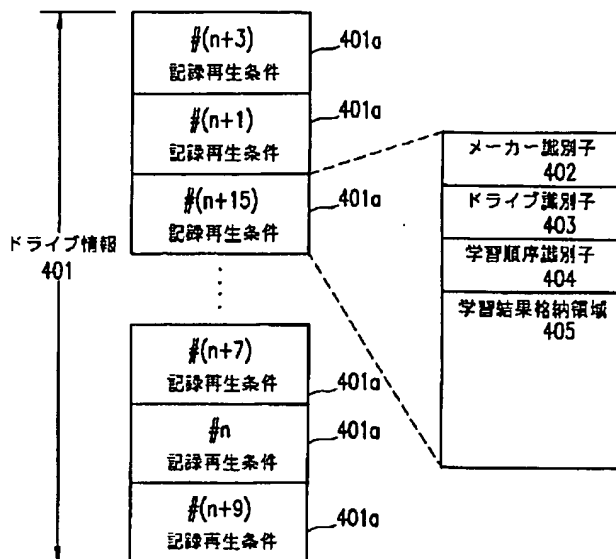 #(n+3)
記録再生条件
401a
#(n+1)
記録再生条件
401a
#(n+15)
記録再生条件
401a
ドライブ情報
401
#(n+7)
記録再生条件
401a
#n
記録再生条件
401a
#(n+9)
記録再生条件
401a
メーカー識別子
402
ドライブ識別子
403
学習順序識別子
404
学習結果格納領域
405